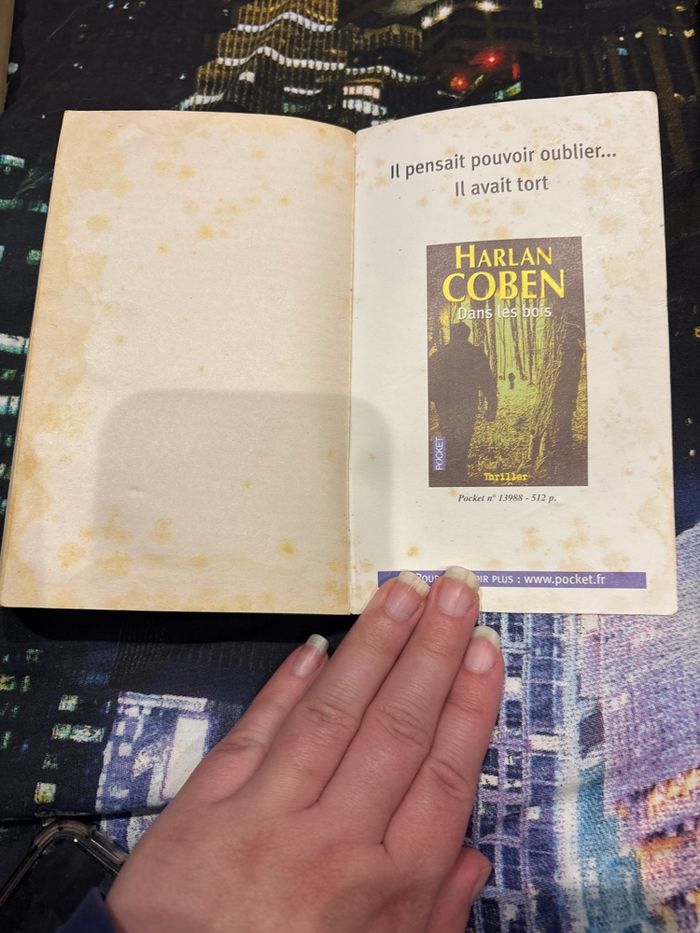 Il pensait pouvoir oublier...
Il avait tort
HARLAN
COBEN
Dans les bois
POCKET
Thriller
Pocket n° 13988 - 512 p.
PLUS : www.pocket.fr